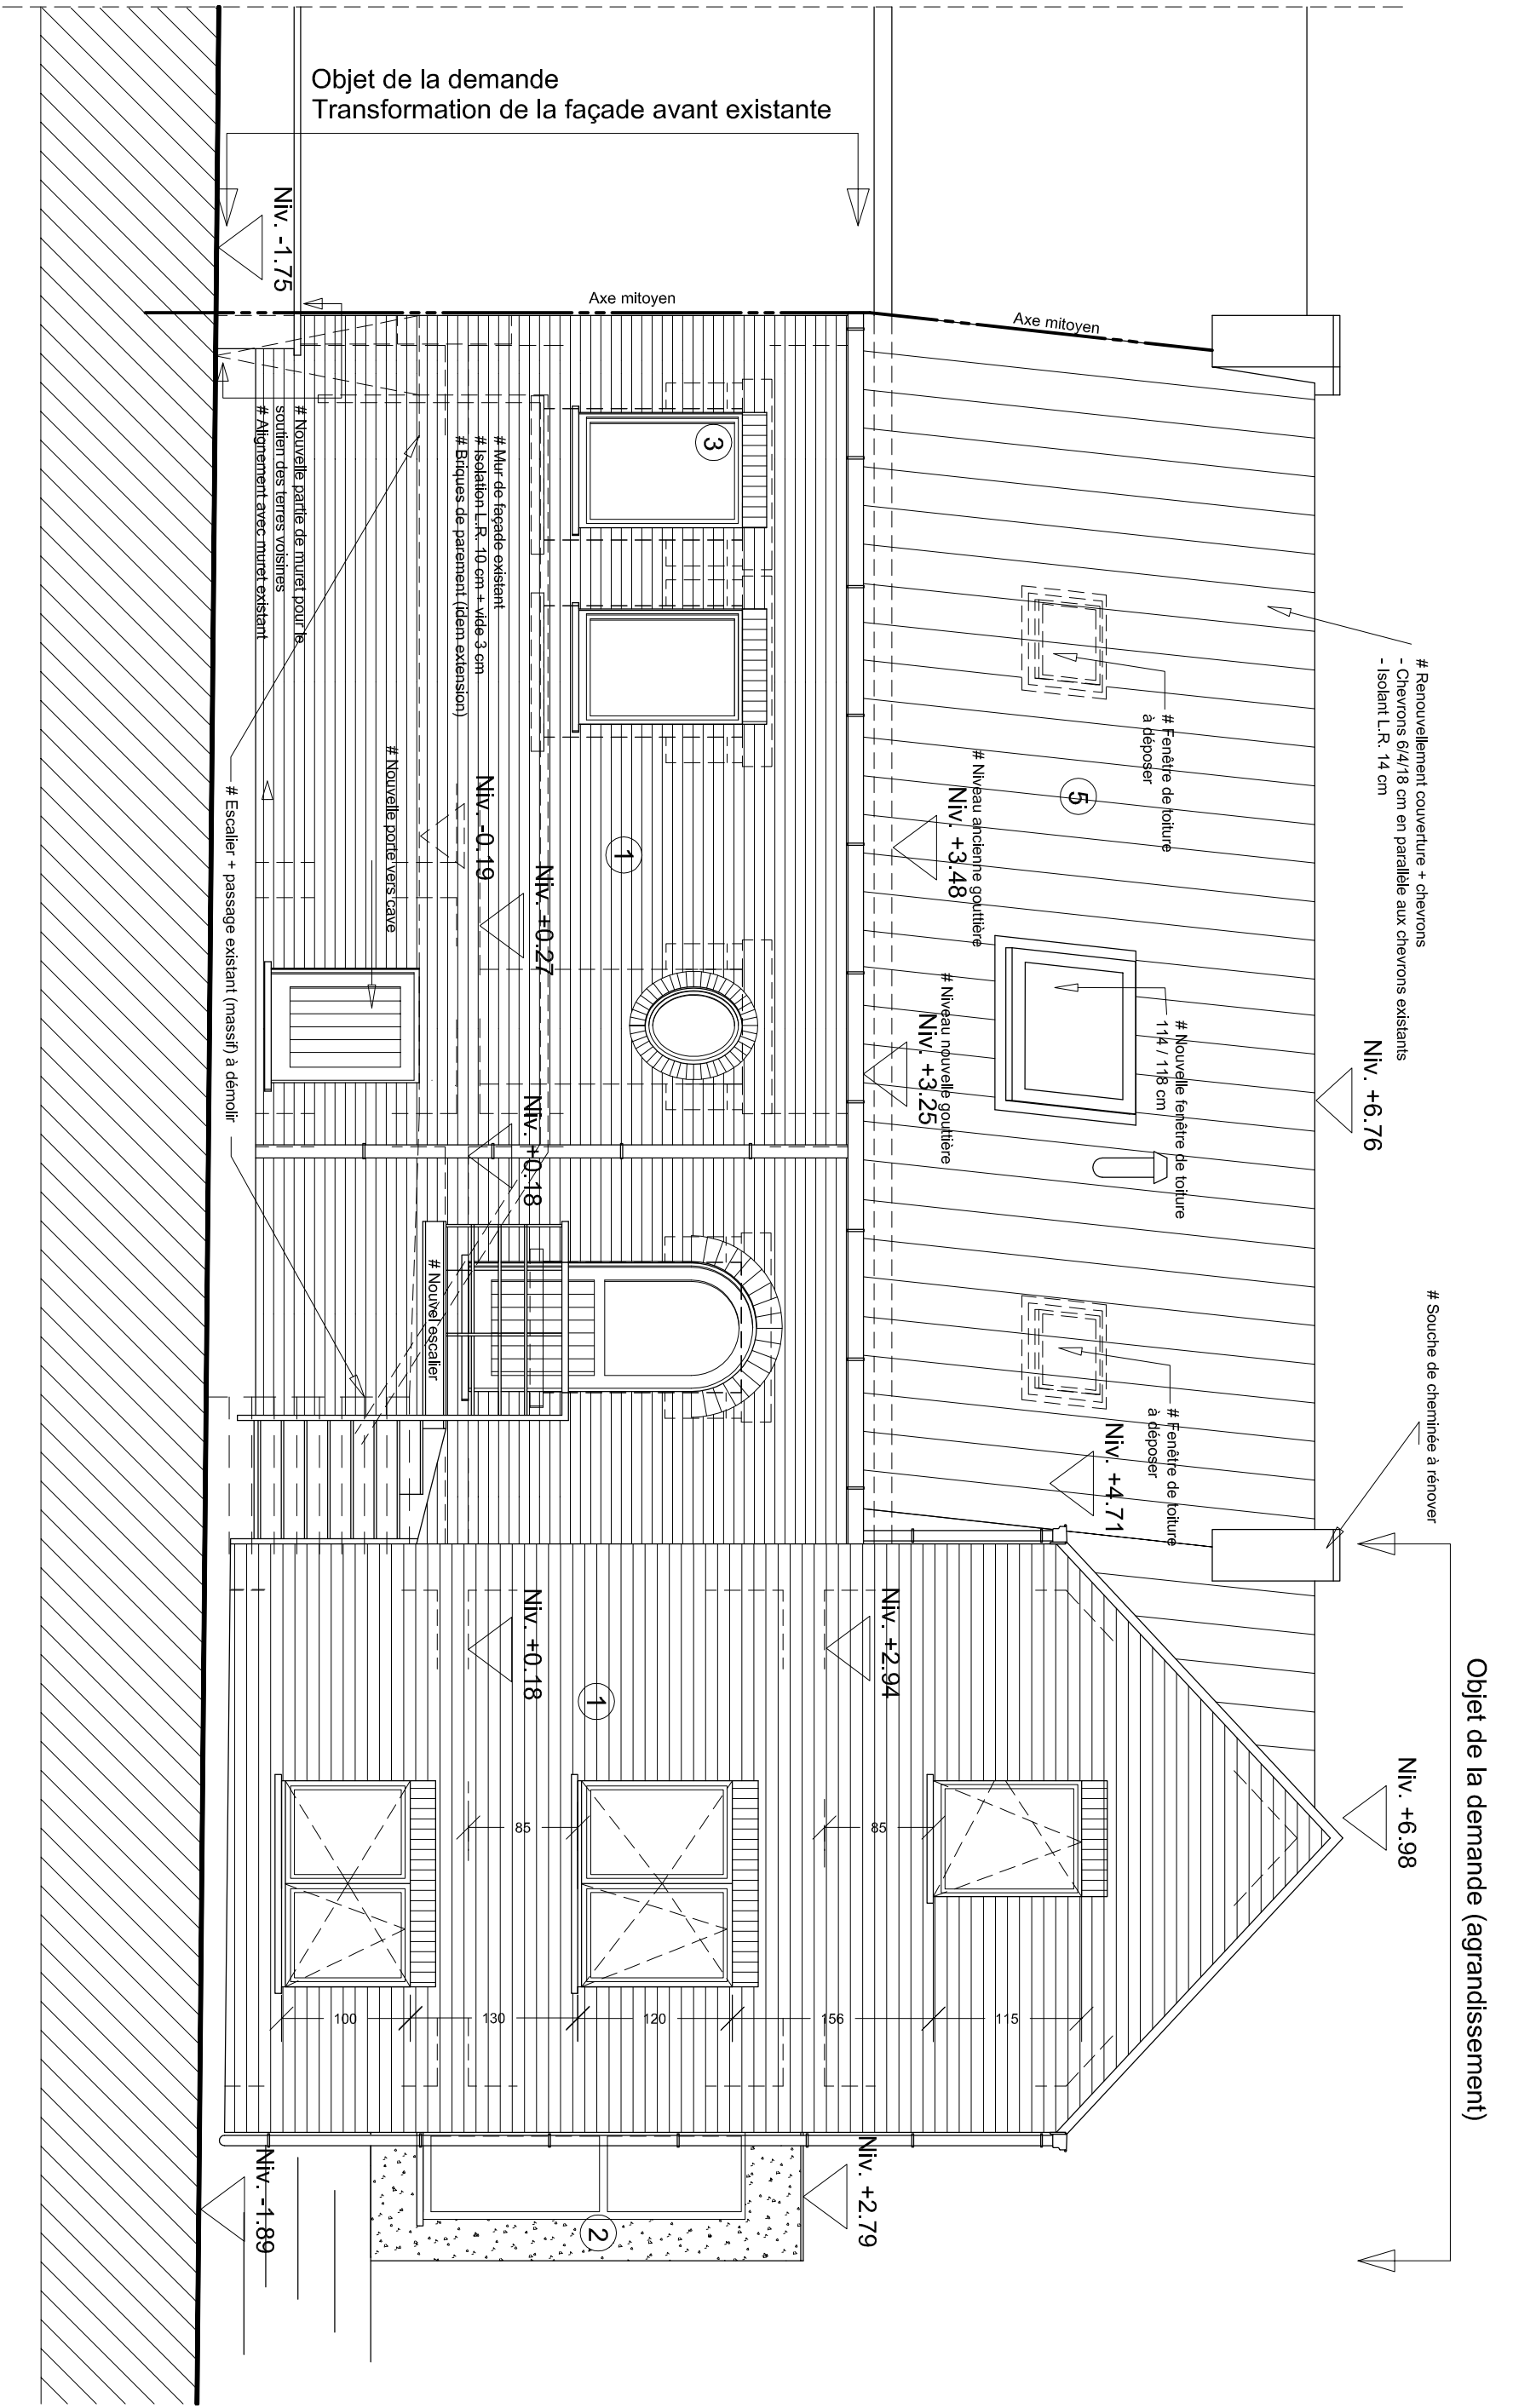 Objet de la demande
Transformation de la façade avant existante
Niv. -1.75
Axe mitoyen
Axe mitoyen
# Renouvellement couverture + chevrons
- Chevrons 6/4/18 cm en parallèle aux chevrons existants
- Isolant L.R. 14 cm
Niv. +6.76
# Souche de cheminée à rénover
Objet de la demande (agrandissement)
Niv. +6.98
# Fenêtre de toiture
à déposer
5
# Nouvelle fenêtre de toiture
114 / 118 cm
# Fenêtre de toiture
à déposer
Niv. +4.71
# Niveau ancienne gouttière
Niv. +3.48
# Niveau nouvelle gouttière
Niv. +3.25
3
1
# Mur de façade existant
# Isolation L.R. 10 cm + vide 3 cm
# Briques de parement (idem extension)
Niv. +0.27
Niv. -0.19
Niv. +0.18
# Nouvelle porte vers cave
# Nouvel escalier
# Nouvelle partie de muret pour le
soutien des terres voisines
# Alignement avec muret existant
# Escalier + passage existant (massif) à démolir
Niv. +2.94
Niv. +0.18
1
85
85
100
130
120
156
115
Niv. +2.79
2
Niv. -1.89